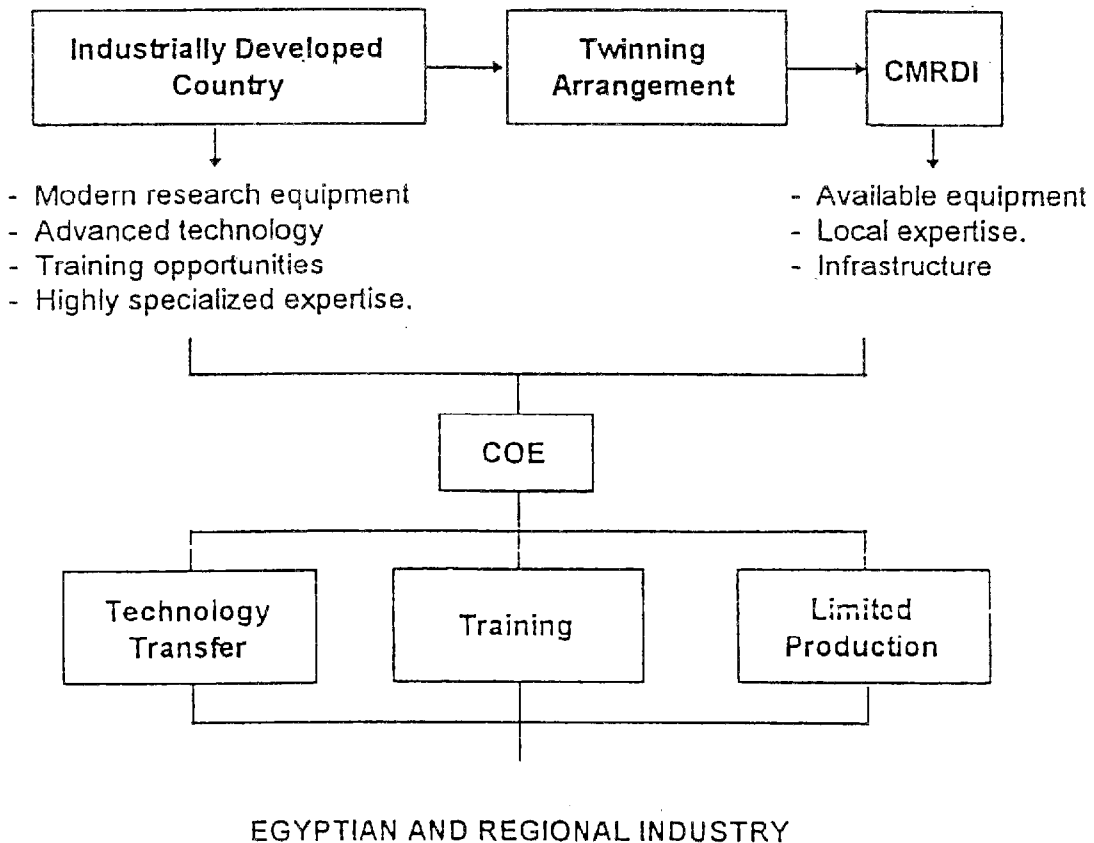 Industrially Developed
Country
Twinning
Arrangement
CMRDI
- Modern research equipment
- Advanced technology
- Training opportunities
- Highly specialized expertise.
- Available equipment
- Local expertise.
- Infrastructure
COE
Technology
Transfer
Training
Limited
Production
EGYPTIAN AND REGIONAL INDUSTRY